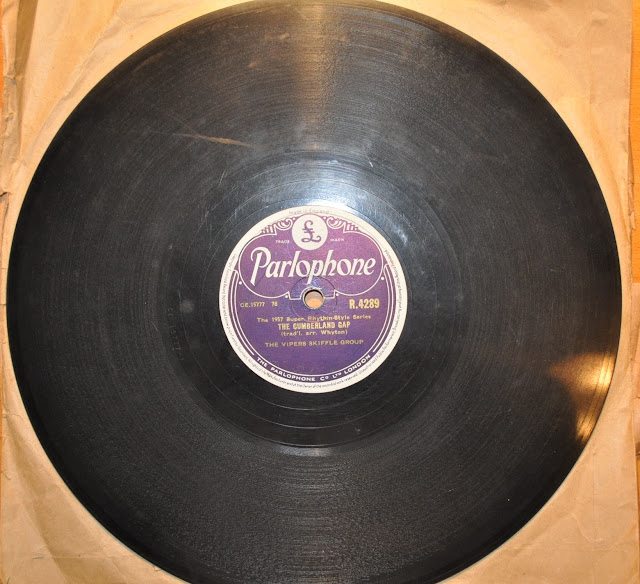 TRADE MARK
£
Parlophone
CE.15777 78 R.4289
The 1957 Super Rhythm-Style Series
THE CUMBERLAND GAP
(trad'l. arr. Whyton)
THE VIPERS SKIFFLE GROUP
THE PARLOPHONE CO LTD LONDON